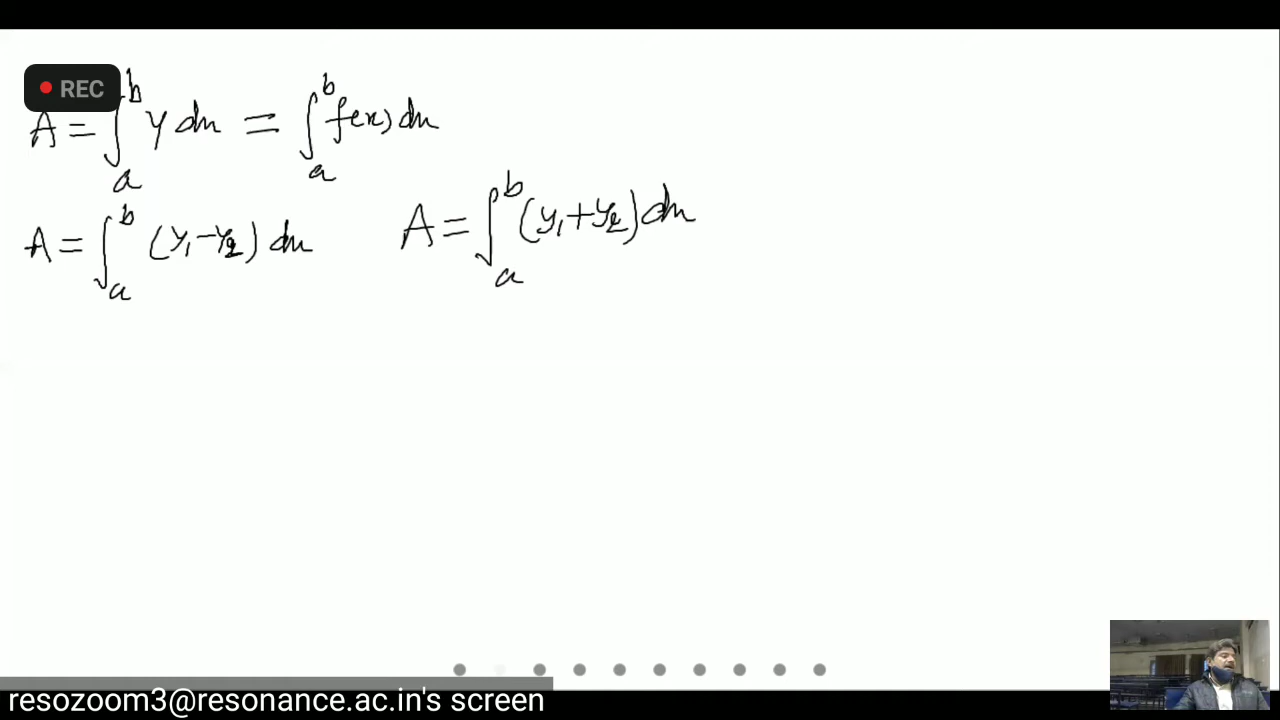 REC
A = ∫_a^b y dx = ∫_a^b f(x) dx
A = ∫_a^b (y₁ - y₂) dx    A = ∫_a^b (y₁ + y₂) dx
resozoom3@resonance.ac.in's screen